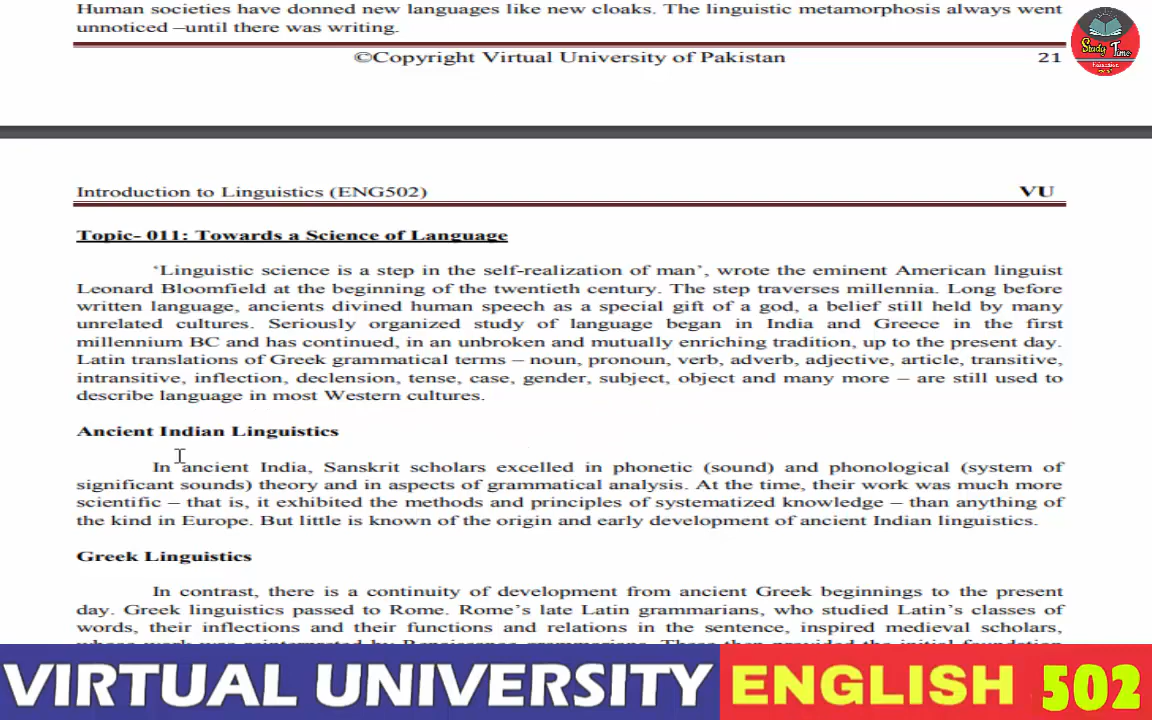 Human societies have donned new languages like new cloaks. The linguistic metamorphosis always went
unnoticed –until there was writing.
©Copyright Virtual University of Pakistan 21
Study Time
Introduction to Linguistics (ENG502) VU
Topic- 011: Towards a Science of Language
‘Linguistic science is a step in the self-realization of man’, wrote the eminent American linguist
Leonard Bloomfield at the beginning of the twentieth century. The step traverses millennia. Long before
written language, ancients divined human speech as a special gift of a god, a belief still held by many
unrelated cultures. Seriously organized study of language began in India and Greece in the first
millennium BC and has continued, in an unbroken and mutually enriching tradition, up to the present day.
Latin translations of Greek grammatical terms – noun, pronoun, verb, adverb, adjective, article, transitive,
intransitive, inflection, declension, tense, case, gender, subject, object and many more – are still used to
describe language in most Western cultures.
Ancient Indian Linguistics
In ancient India, Sanskrit scholars excelled in phonetic (sound) and phonological (system of
significant sounds) theory and in aspects of grammatical analysis. At the time, their work was much more
scientific – that is, it exhibited the methods and principles of systematized knowledge – than anything of
the kind in Europe. But little is known of the origin and early development of ancient Indian linguistics.
Greek Linguistics
In contrast, there is a continuity of development from ancient Greek beginnings to the present
day. Greek linguistics passed to Rome. Rome’s late Latin grammarians, who studied Latin’s classes of
words, their inflections and their functions and relations in the sentence, inspired medieval scholars,
VIRTUAL UNIVERSITY ENGLISH 502